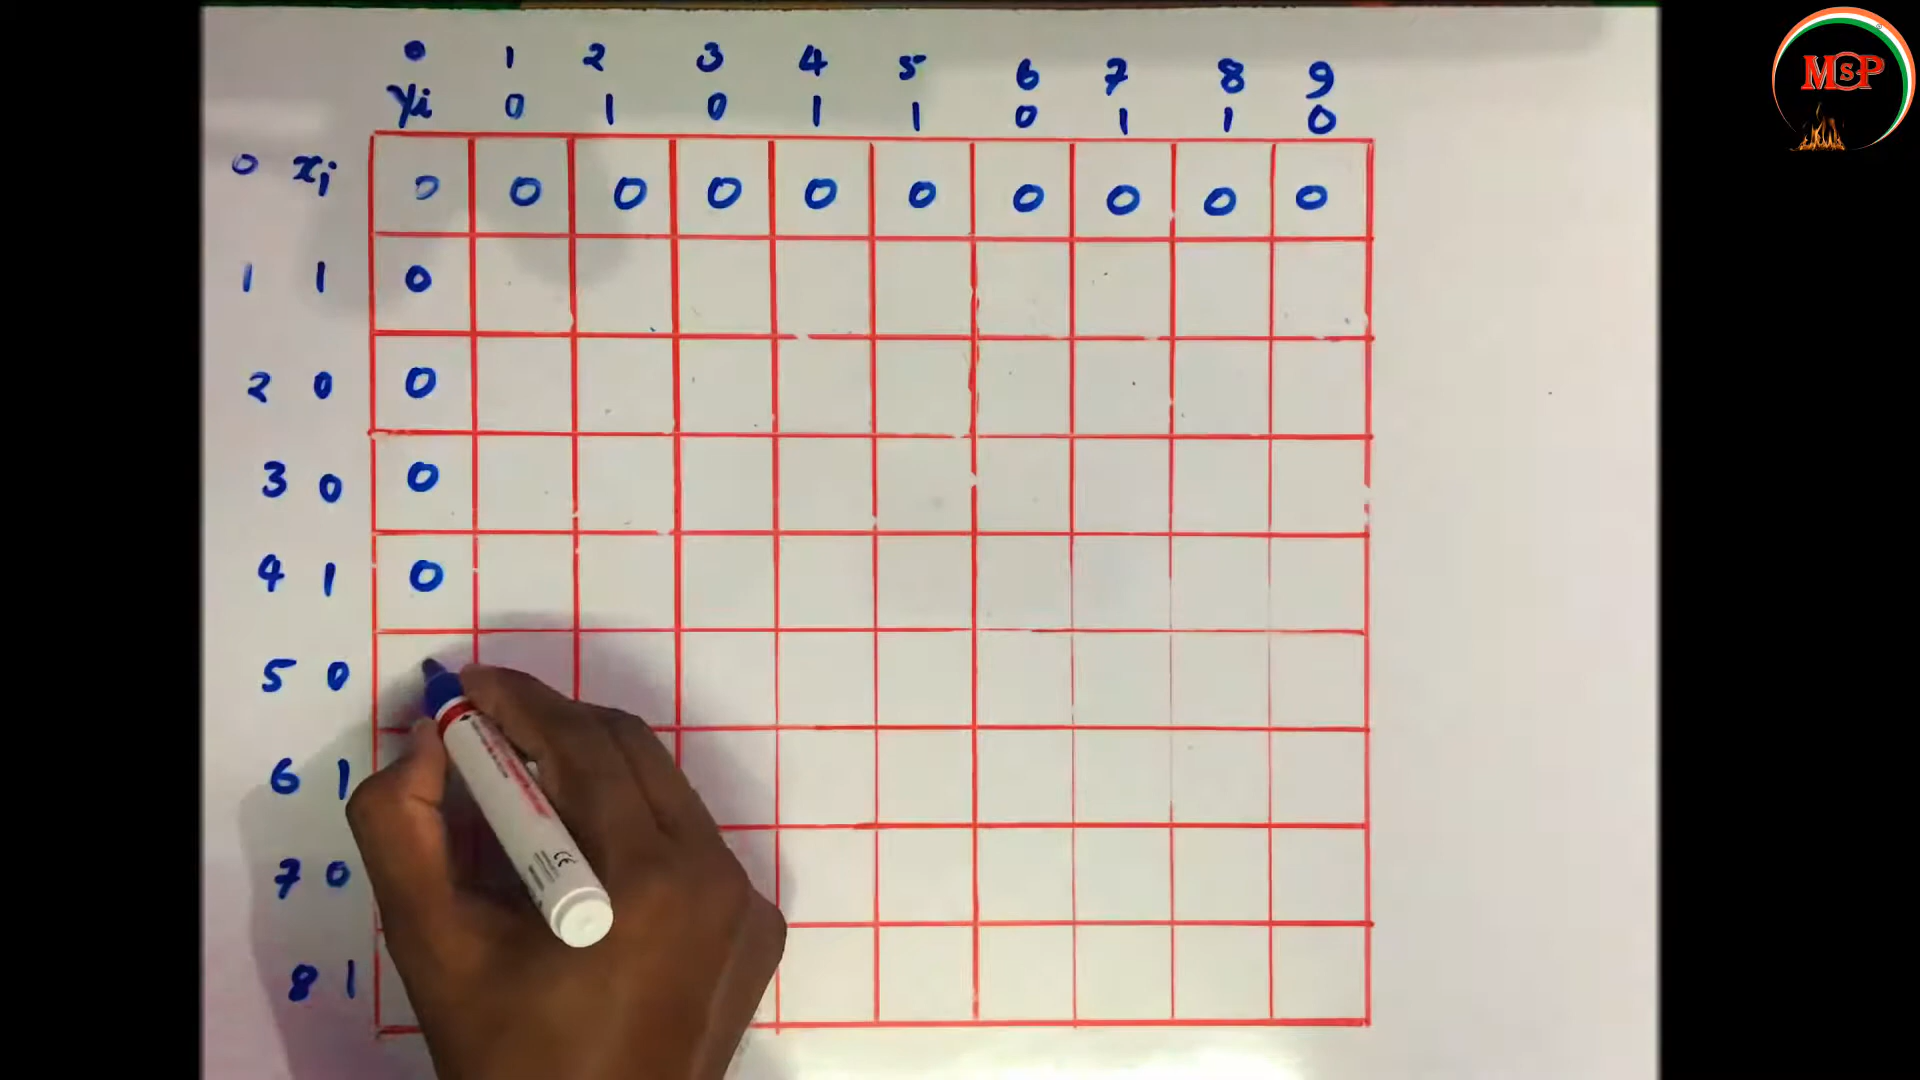 0 1 2 3 4 5 6 7 8 9
Yi 0 1 0 1 1 0 1 1 0
0 xi 0 0 0 0 0 0 0 0 0 0
1 1 0
2 0 0
3 0 0
4 1 0
5 0
6 1
7 0
8 1
MSP
CE